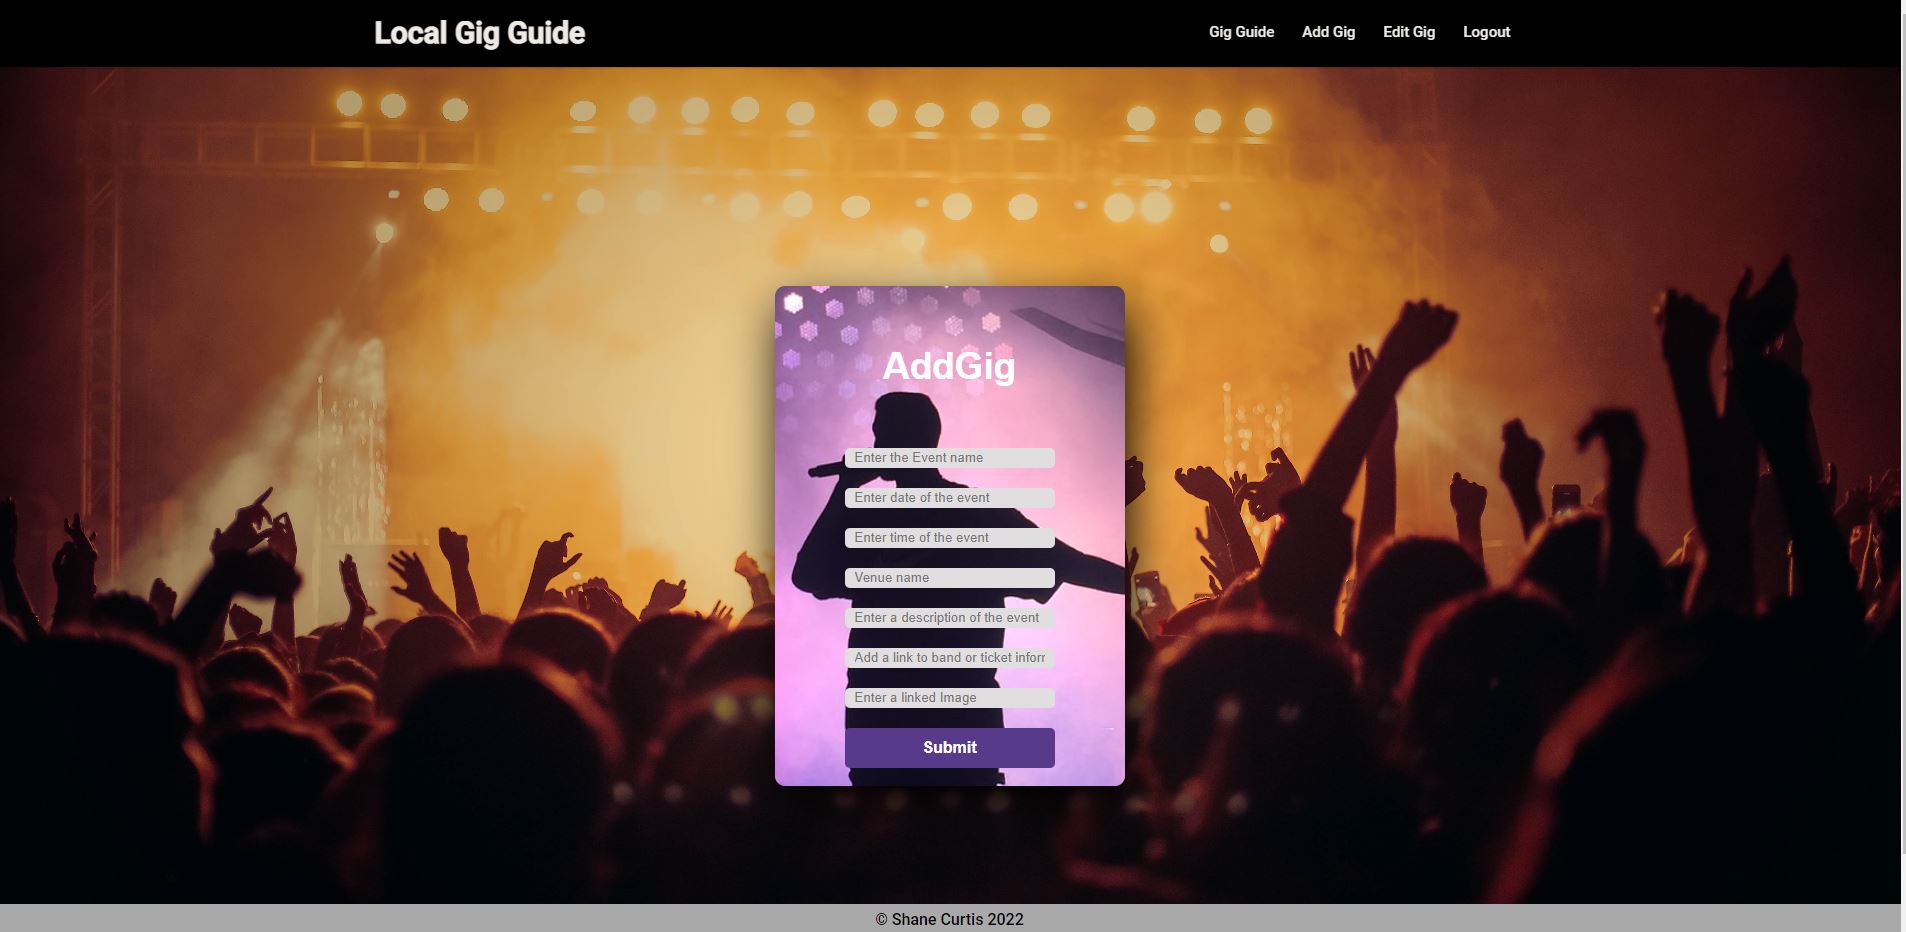 Local Gig Guide
Gig Guide Add Gig Edit Gig Logout
AddGig
Enter the Event name
Enter date of the event
Enter time of the event
Venue name
Enter a description of the event
Add a link to band or ticket inforr
Enter a linked Image
Submit
© Shane Curtis 2022